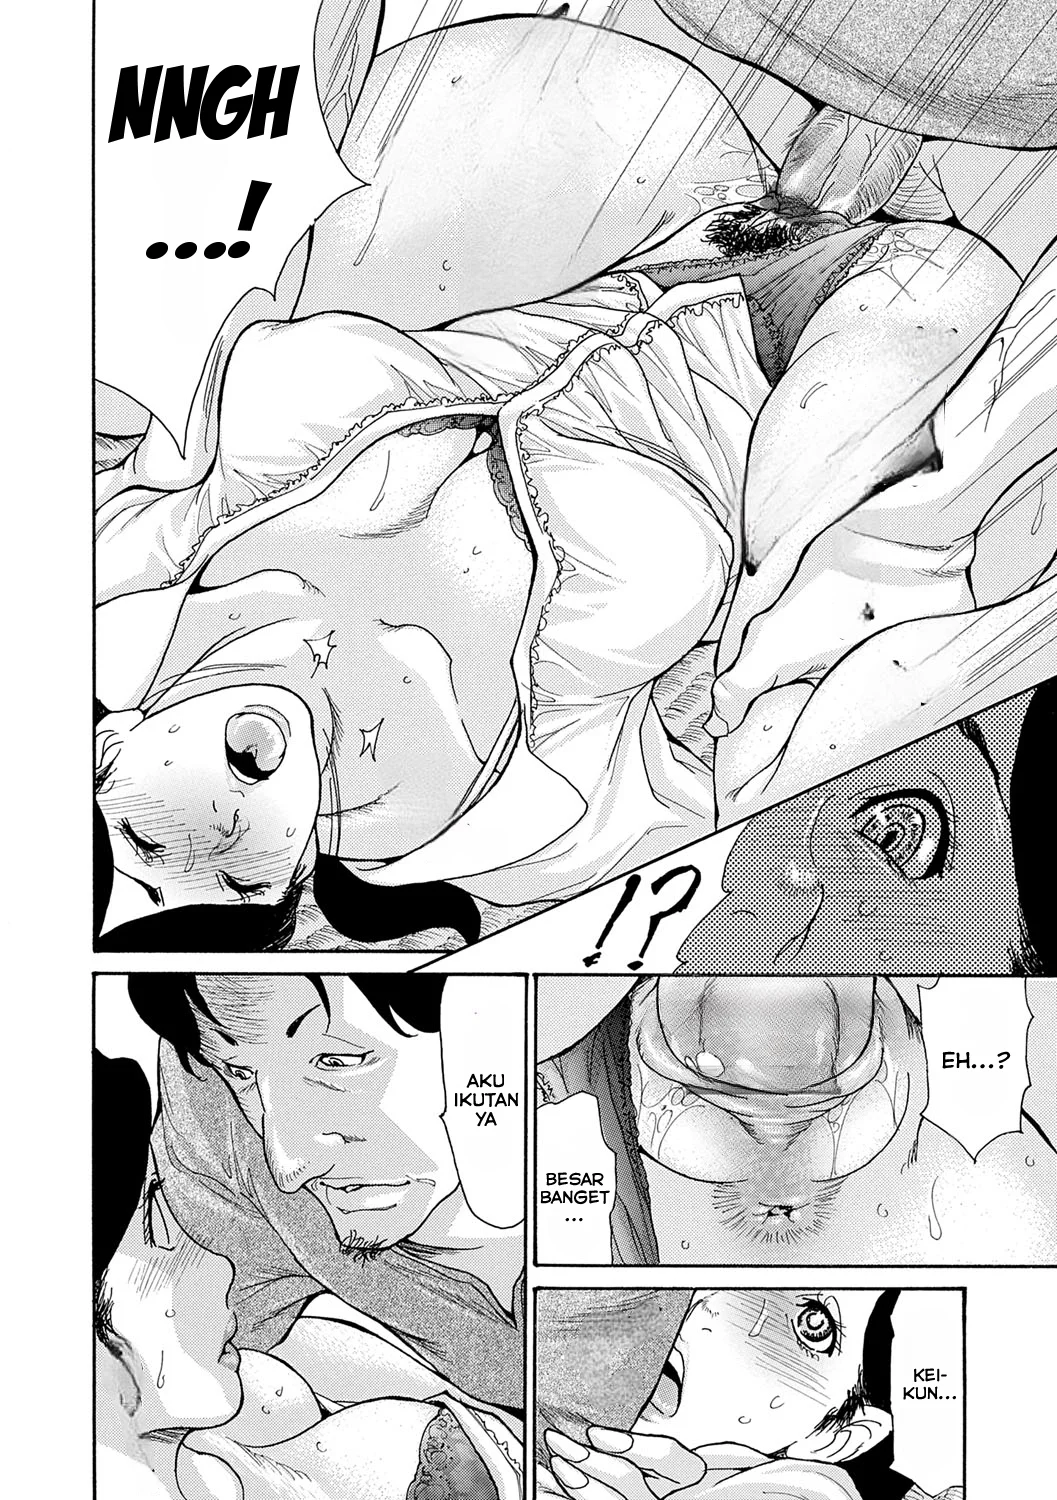 NNGH
....!
!?
EH...?
BESAR
BANGET
...
AKU
IKUTAN
YA
KEI-
KUN...